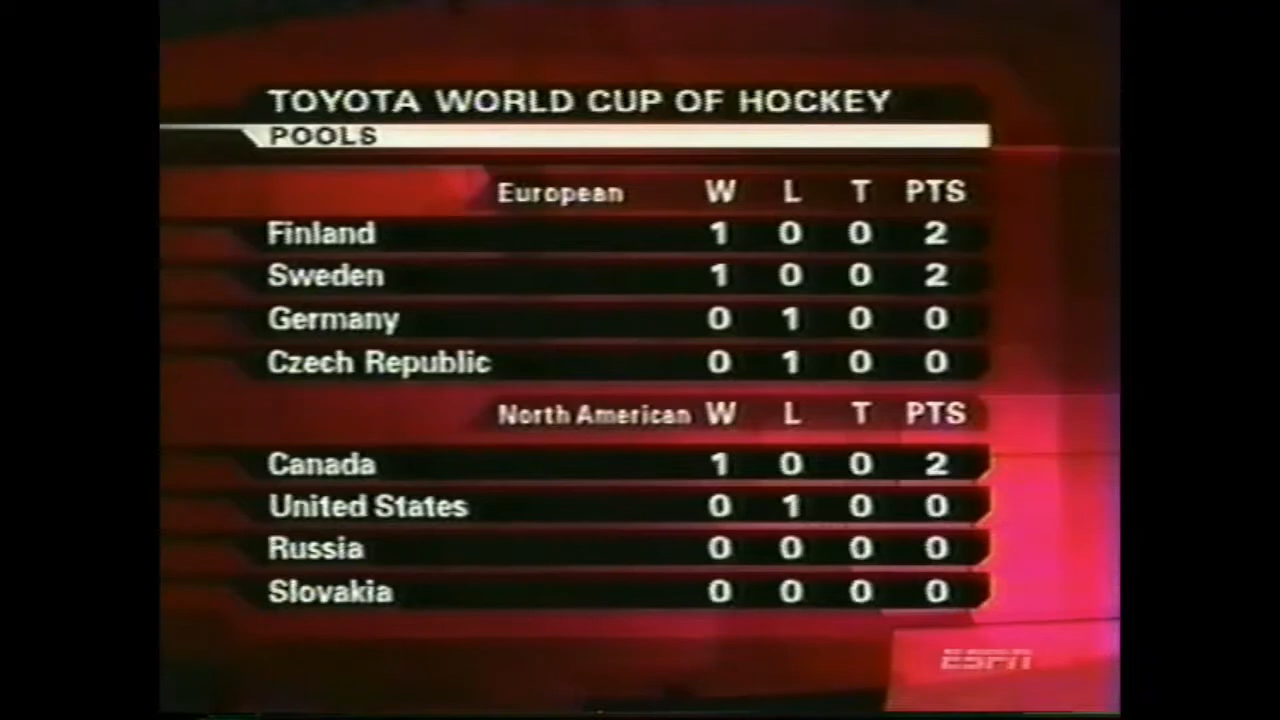 TOYOTA WORLD CUP OF HOCKEY
POOLS
European W L T PTS
Finland 1 0 0 2
Sweden 1 0 0 2
Germany 0 1 0 0
Czech Republic 0 1 0 0
North American W L T PTS
Canada 1 0 0 2
United States 0 1 0 0
Russia 0 0 0 0
Slovakia 0 0 0 0
ESPN